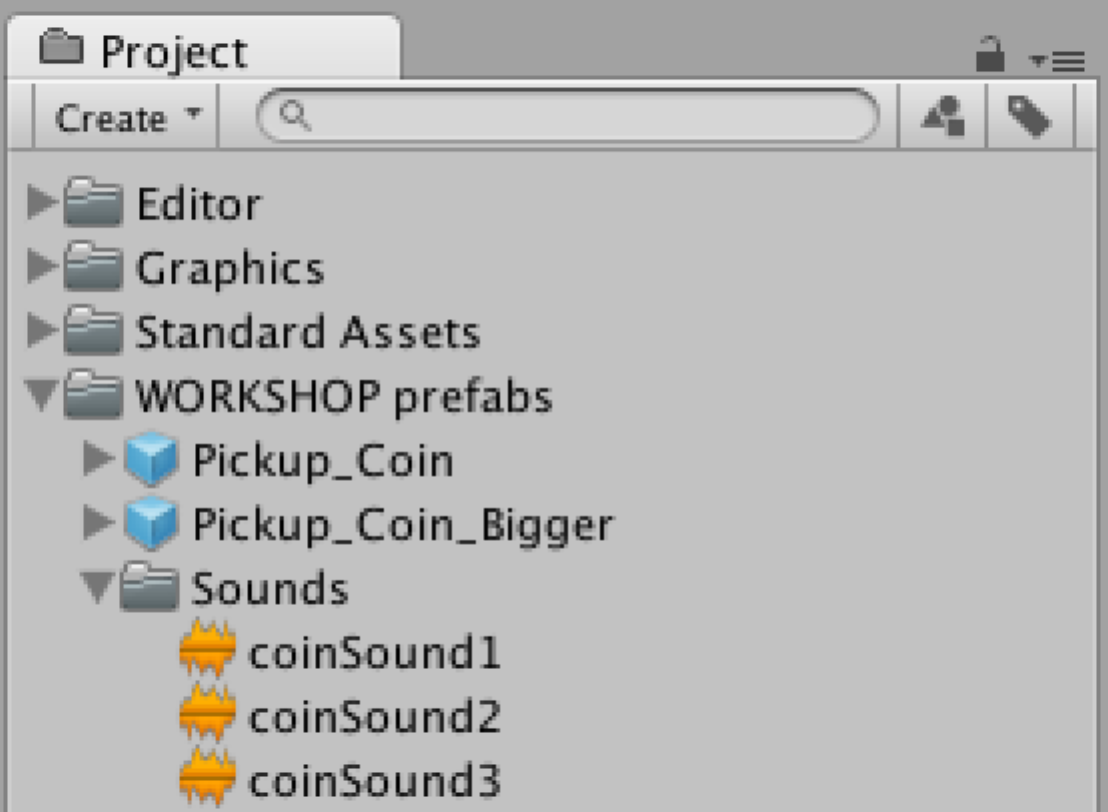 Project
Create
Editor
Graphics
Standard Assets
WORKSHOP prefabs
Pickup_Coin
Pickup_Coin_Bigger
Sounds
coinSound1
coinSound2
coinSound3